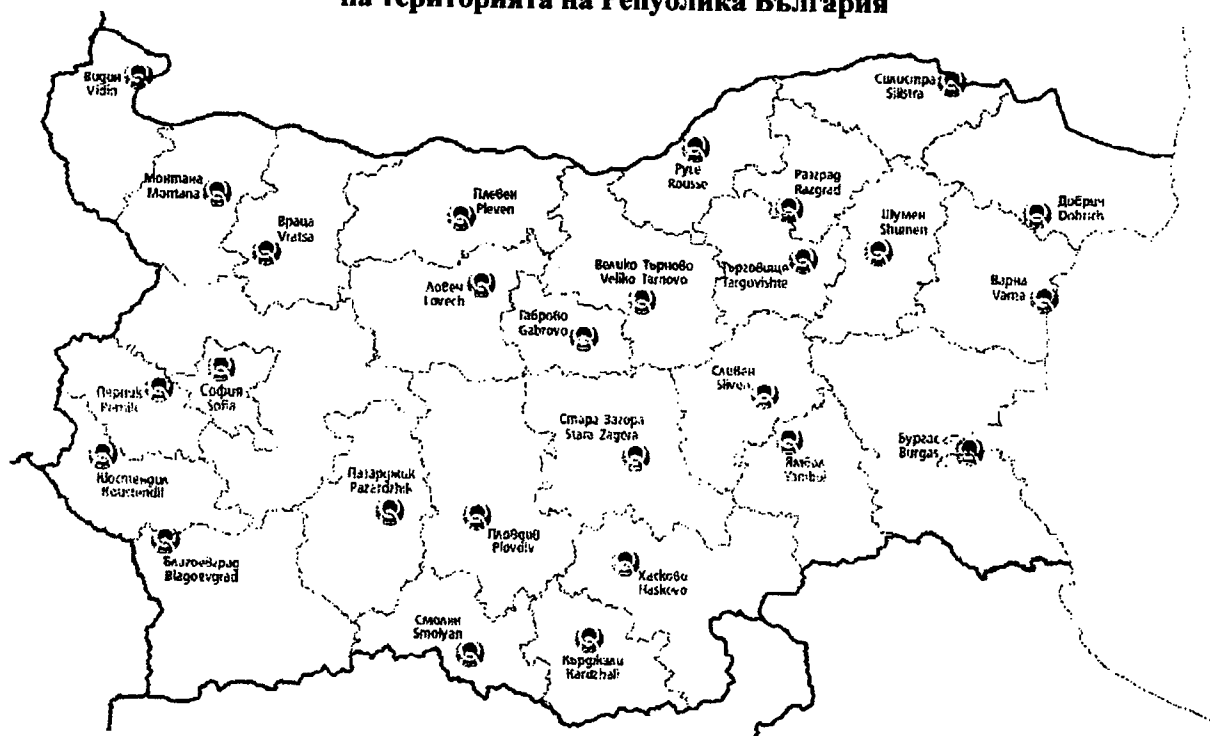 на територията на Република България
Видин
Vidin
Силистра
Silistra
Монтана
Montana
Русе
Rousse
Разград
Razgrad
Плевен
Pleven
Враца
Vratsa
Шумен
Shumen
Добрич
Dobrich
Велико Търново
Veliko Tarnovo
Търговище
Targovishte
Ловеч
Lovech
Варна
Varna
Габрово
Gabrovo
София
Sofia
Перник
Pernik
Сливен
Sliven
Стара Загора
Stara Zagora
Бургас
Burgas
Ямбол
Yambol
Кюстендил
Koustendil
Пазарджик
Pazardzhik
Пловдив
Plovdiv
Благоевград
Blagoevgrad
Хасково
Haskovo
Смолян
Smolyan
Кърджали
Kardzhali